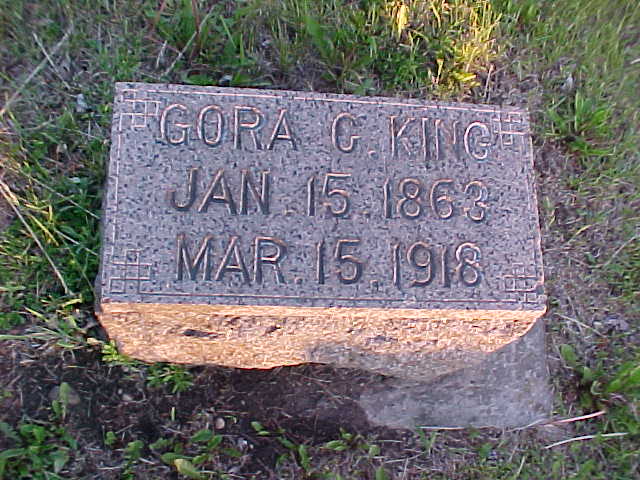 GORA G. KING
JAN. 15. 1863
MAR. 15. 1918